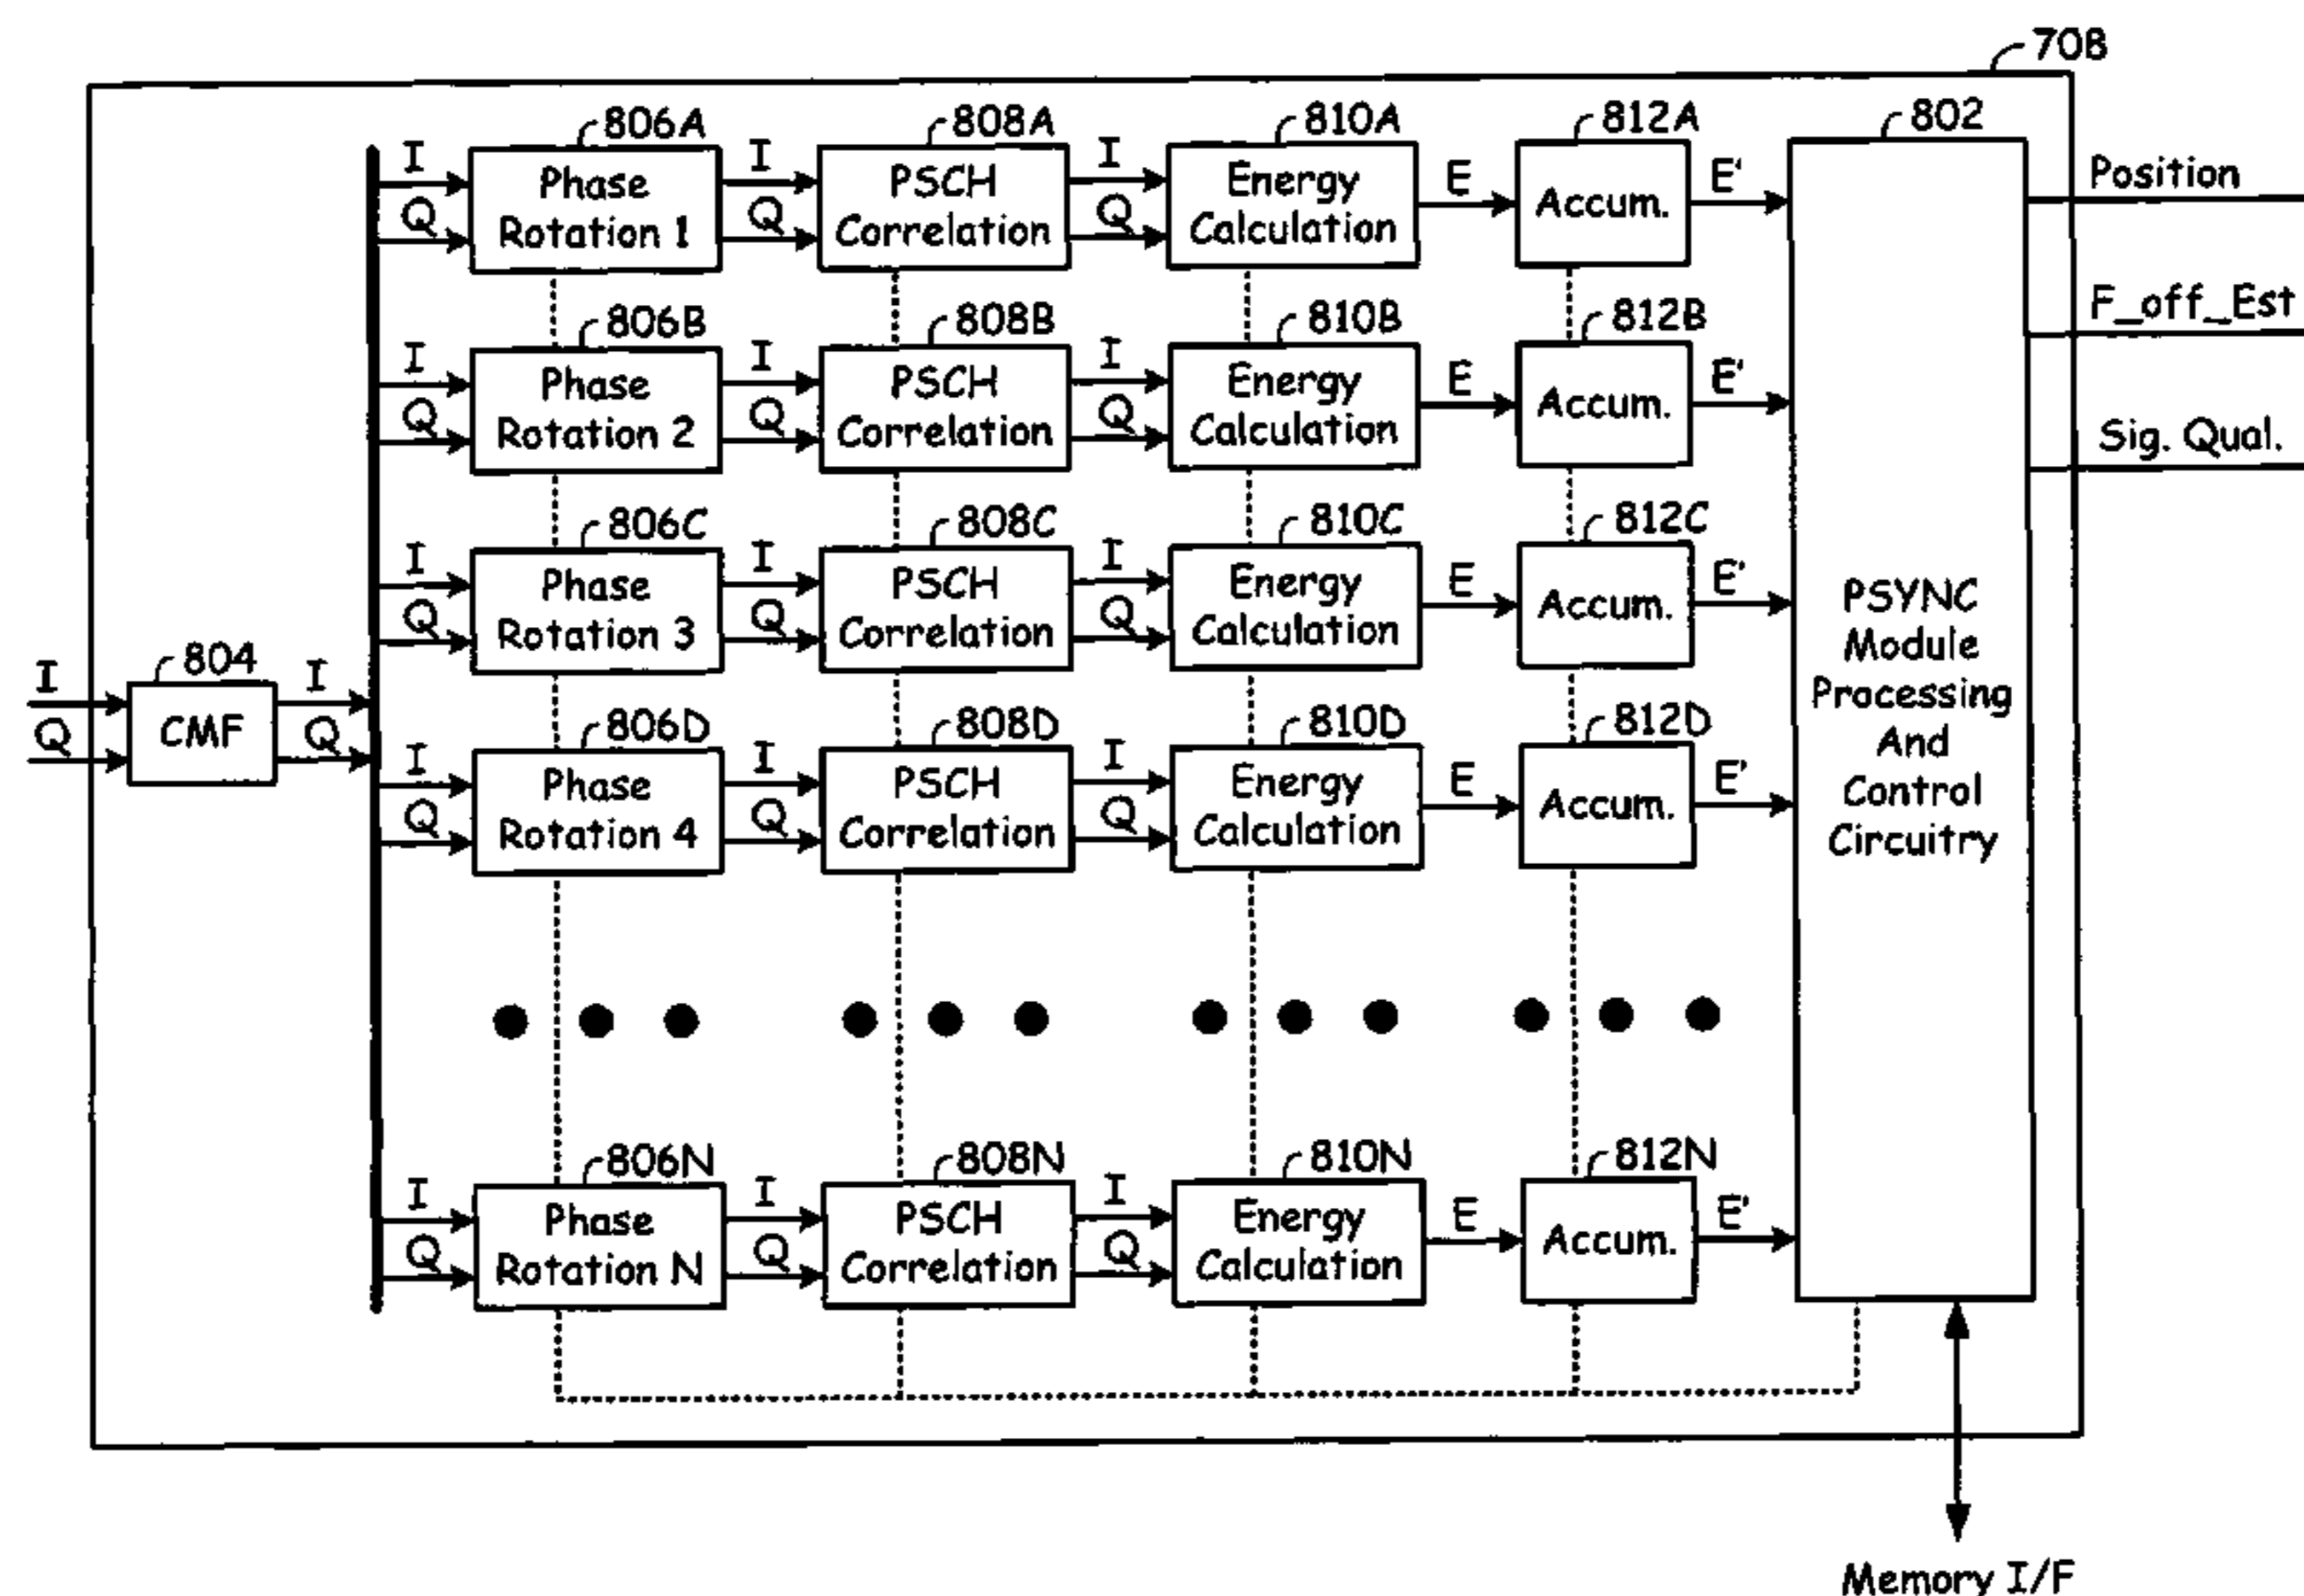 708
806A 808A 810A 812A 802
I I I
Phase PSCH Energy E E' Position
Q Q Q Accum.
Rotation 1 Correlation Calculation
F_off_Est
806B 808B 810B 812B
I I I
Phase PSCH Energy E E'
Q Q Q Accum.
Rotation 2 Correlation Calculation
Sig. Qual.
806C 808C 810C 812C
I I I
Phase PSCH Energy E E'
Q Q Q Accum.
Rotation 3 Correlation Calculation
PSYNC
Module
Processing
And
Control
Circuitry
804
I I
CMF
Q Q
806D 808D 810D 812D
I I I
Phase PSCH Energy E E'
Q Q Q Accum.
Rotation 4 Correlation Calculation
806N 808N 810N 812N
I I I
Phase PSCH Energy E E'
Q Q Q Accum.
Rotation N Correlation Calculation
Memory I/F